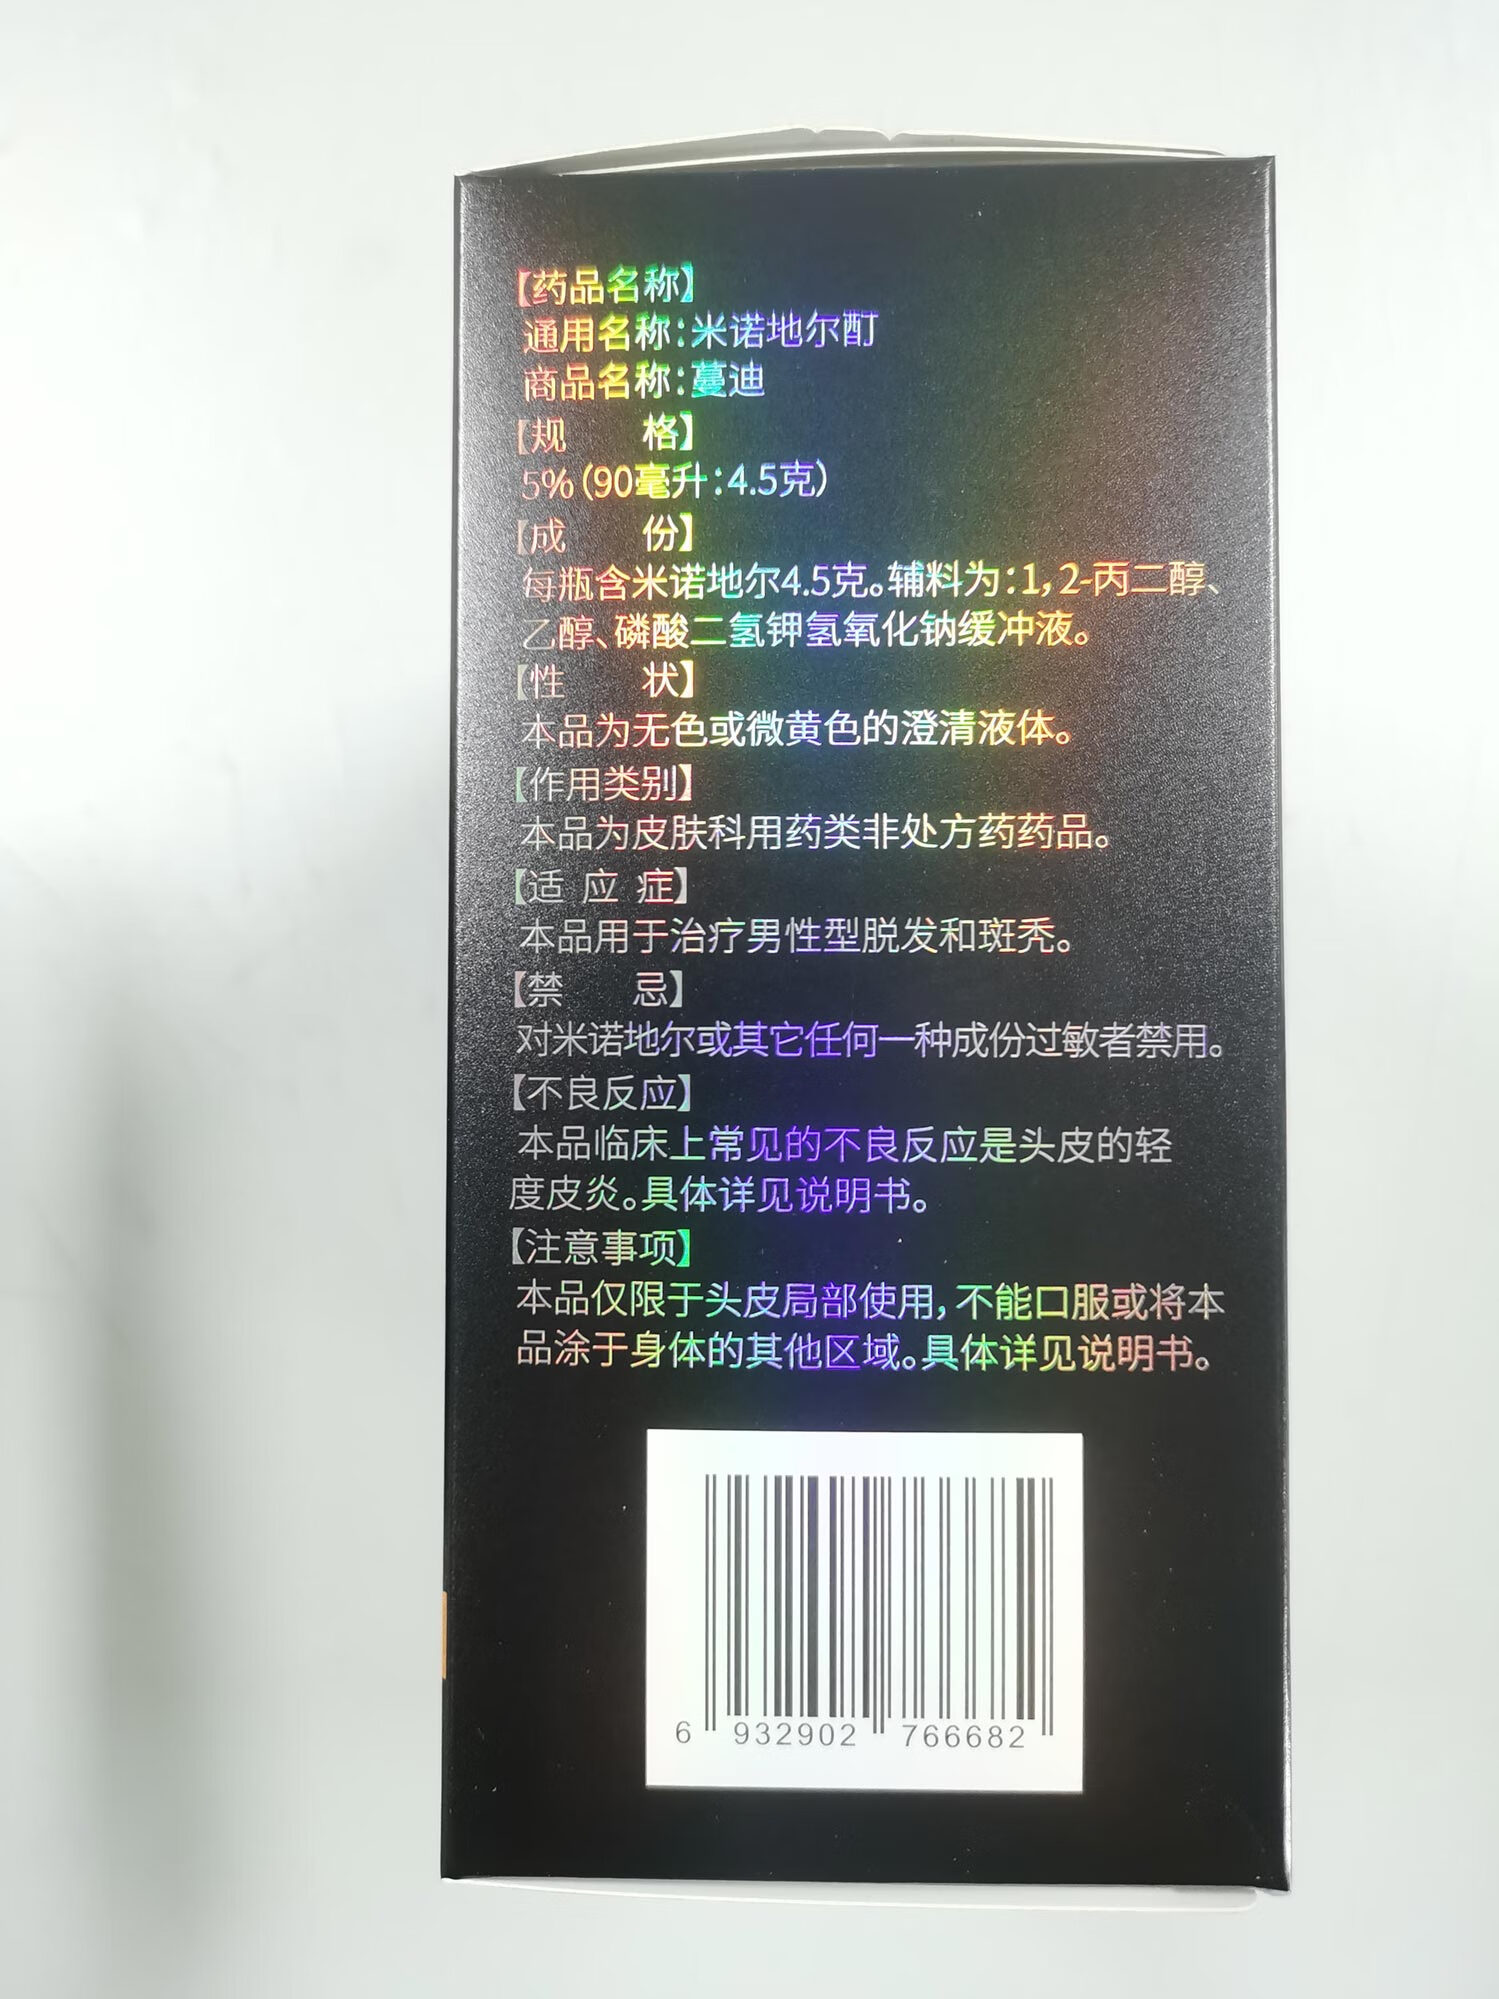 【药品名称】
通用名称：米诺地尔酊
商品名称：蔓迪
【规 格】
5%（90毫升：4.5克）
【成 份】
每瓶含米诺地尔4.5克。辅料为：1，2-丙二醇、
乙醇、磷酸二氢钾氢氧化钠缓冲液。
【性 状】
本品为无色或微黄色的澄清液体。
【作用类别】
本品为皮肤科用药类非处方药药品。
【适 应 症】
本品用于治疗男性型脱发和斑秃。
【禁 忌】
对米诺地尔或其它任何一种成份过敏者禁用。
【不良反应】
本品临床上常见的不良反应是头皮的轻
度皮炎。具体详见说明书。
【注意事项】
本品仅限于头皮局部使用，不能口服或将本
品涂于身体的其他区域。具体详见说明书。
6 932902 766682